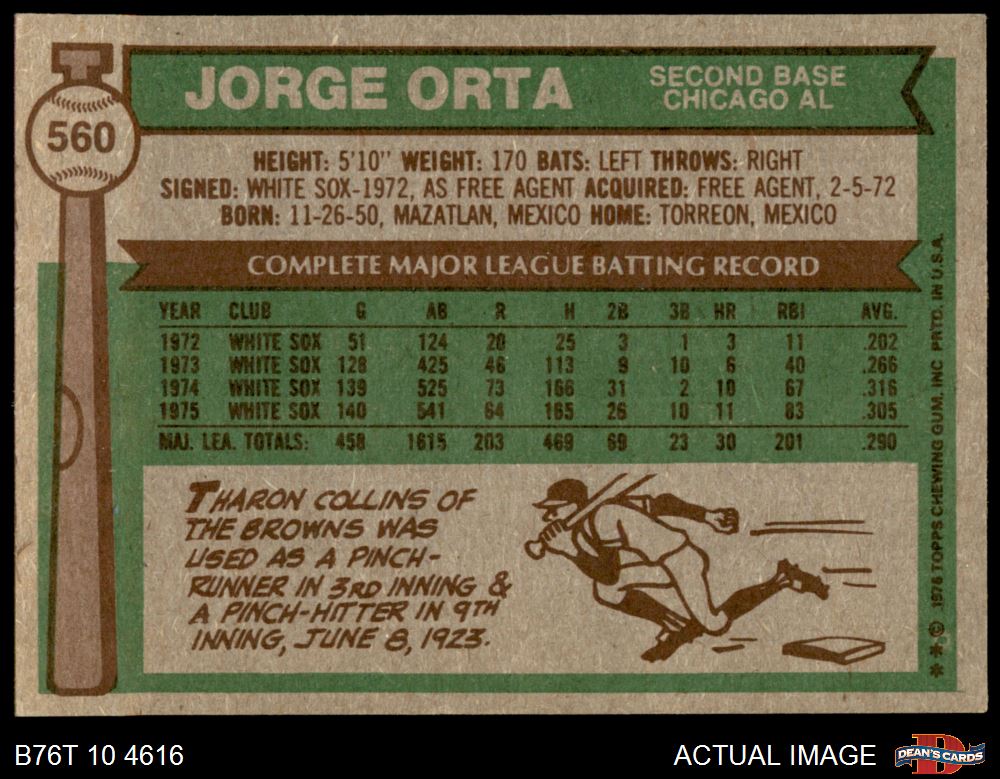 T
560
JORGE ORTA
SECOND BASE
CHICAGO AL
HEIGHT: 5'10" WEIGHT: 170 BATS: LEFT THROWS: RIGHT
SIGNED: WHITE SOX-1972, AS FREE AGENT ACQUIRED: FREE AGENT, 2-5-72
BORN: 11-26-50, MAZATLAN, MEXICO HOME: TORREON, MEXICO
COMPLETE MAJOR LEAGUE BATTING RECORD
YEAR CLUB G AB R H 2B 3B HR RBI AVG.
1972 WHITE SOX 51 124 20 25 3 1 3 11 .202
1973 WHITE SOX 128 425 46 113 9 10 6 40 .266
1974 WHITE SOX 139 525 73 166 31 2 10 67 .316
1975 WHITE SOX 140 541 64 165 26 10 11 83 .305
MAJ. LEA. TOTALS: 458 1615 203 469 69 23 30 201 .290
THARON COLLINS OF
THE BROWNS WAS
USED AS A PINCH-
RUNNER IN 3RD INNING &
A PINCH-HITTER IN 9TH
INNING, JUNE 8, 1923.
** © 1976 TOPPS CHEWING GUM, INC PRTD. IN U.S.A.
B76T 10 4616
ACTUAL IMAGE
D
DEAN'S CARDS